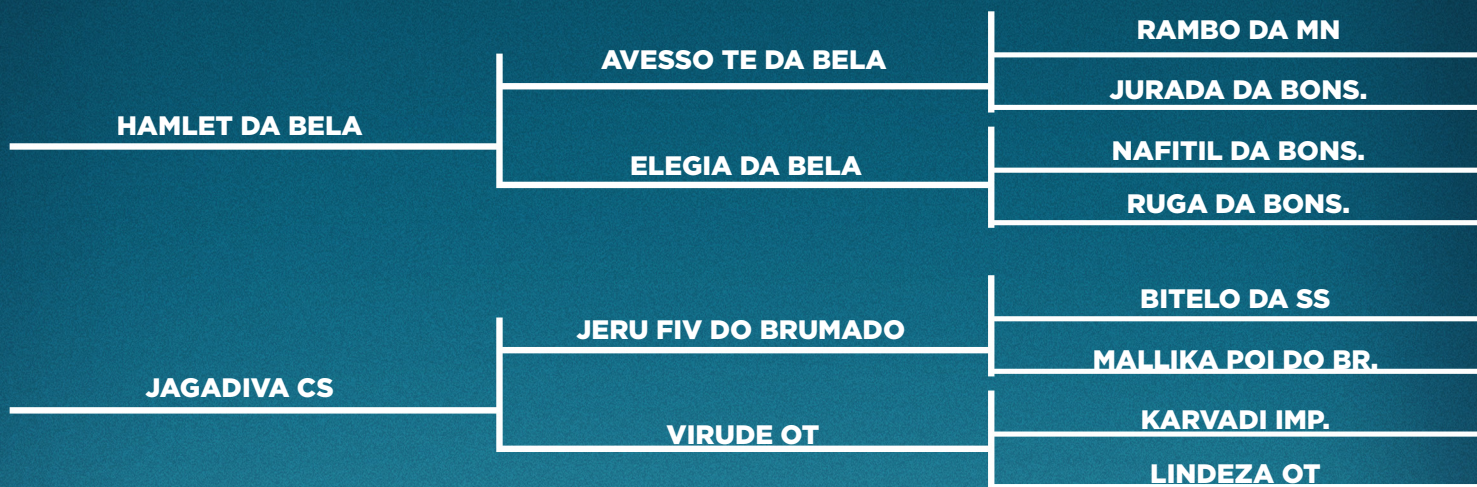 RAMBO DA MN
AVESSO TE DA BELA
JURADA DA BONS.
HAMLET DA BELA
NAFITIL DA BONS.
ELEGIA DA BELA
RUGA DA BONS.
BITELO DA SS
JERU FIV DO BRUMADO
MALLIKA POI DO BR.
JAGADIVA CS
KARVADI IMP.
VIRUDE OT
LINDEZA OT